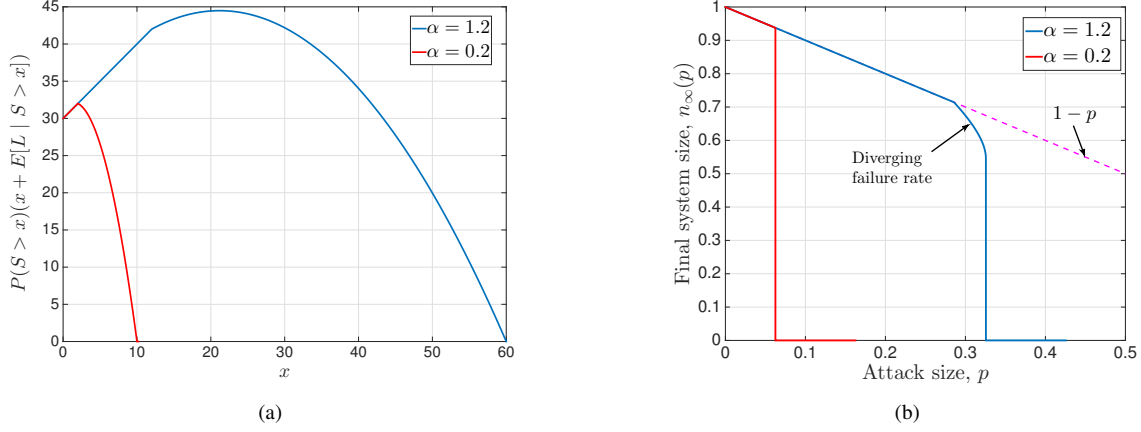 45
40
35
30
25
20
15
10
5
0
P(S > x)(x + E[L | S > x])
0
10
20
30
40
50
60
x
α = 1.2
α = 0.2
(a)
1
0.9
0.8
0.7
0.6
0.5
0.4
0.3
0.2
0.1
0
Final system size, n∞(p)
0
0.1
0.2
0.3
0.4
0.5
Attack size, p
α = 1.2
α = 0.2
1 − p
Diverging
failure rate
(b)